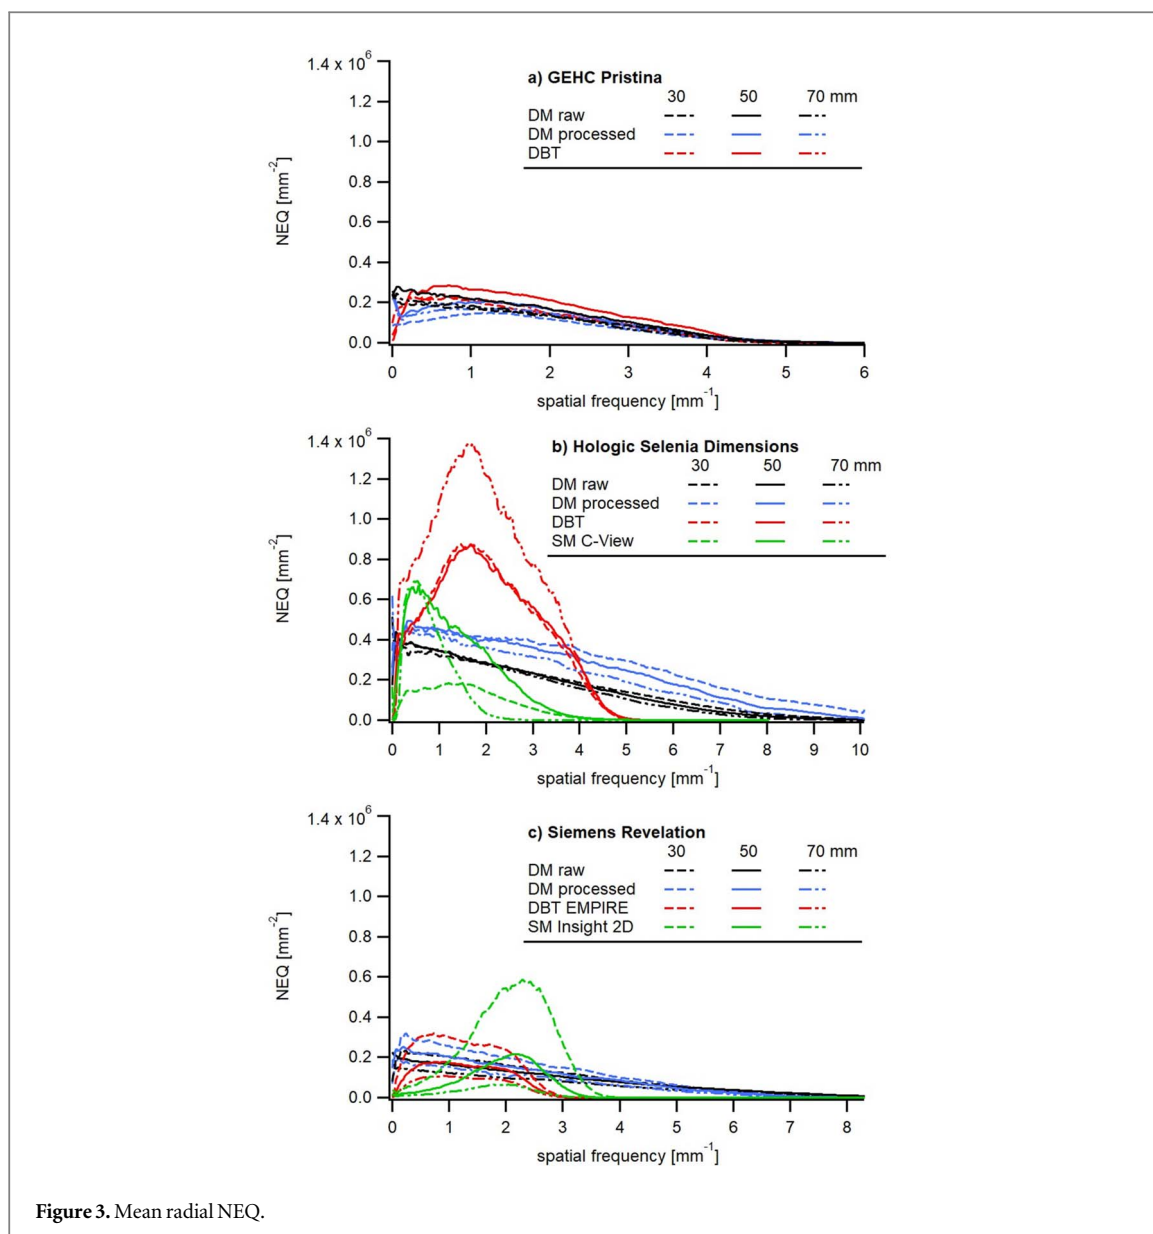 1.4 x 10^6
1.2
1.0
0.8
0.6
0.4
0.2
0.0
NEQ [mm^-2]
a) GEHC Pristina
30 50 70 mm
DM raw
DM processed
DBT
0 1 2 3 4 5 6
spatial frequency [mm^-1]
1.4 x 10^6
1.2
1.0
0.8
0.6
0.4
0.2
0.0
NEQ [mm^-2]
b) Hologic Selenia Dimensions
30 50 70 mm
DM raw
DM processed
DBT
SM C-View
0 1 2 3 4 5 6 7 8 9 10
spatial frequency [mm^-1]
1.4 x 10^6
1.2
1.0
0.8
0.6
0.4
0.2
0.0
NEQ [mm^-2]
c) Siemens Revelation
30 50 70 mm
DM raw
DM processed
DBT EMPIRE
SM Insight 2D
0 1 2 3 4 5 6 7 8
spatial frequency [mm^-1]
Figure 3. Mean radial NEQ.